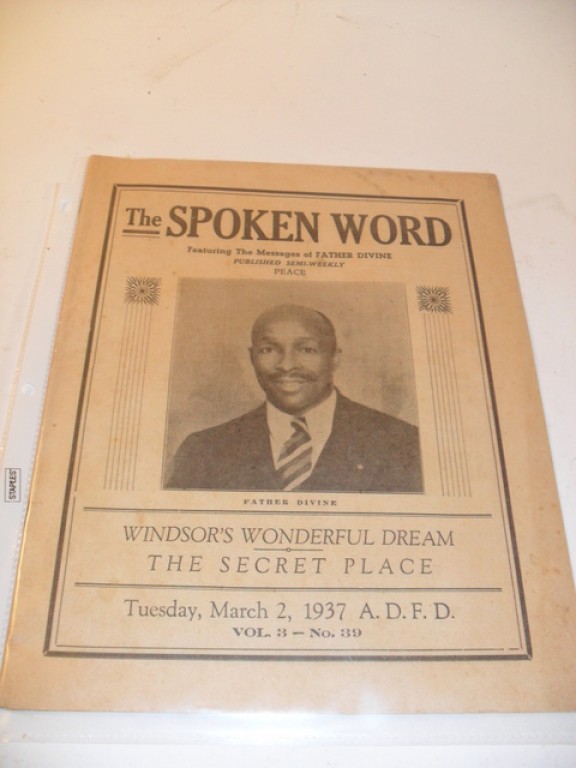 The SPOKEN WORD
Featuring The Messages of FATHER DIVINE
PUBLISHED SEMI-WEEKLY
PEACE
FATHER DIVINE
WINDSOR'S WONDERFUL DREAM
THE SECRET PLACE
Tuesday, March 2, 1937 A. D. F. D.
VOL. 3 — No. 39
STAPLES